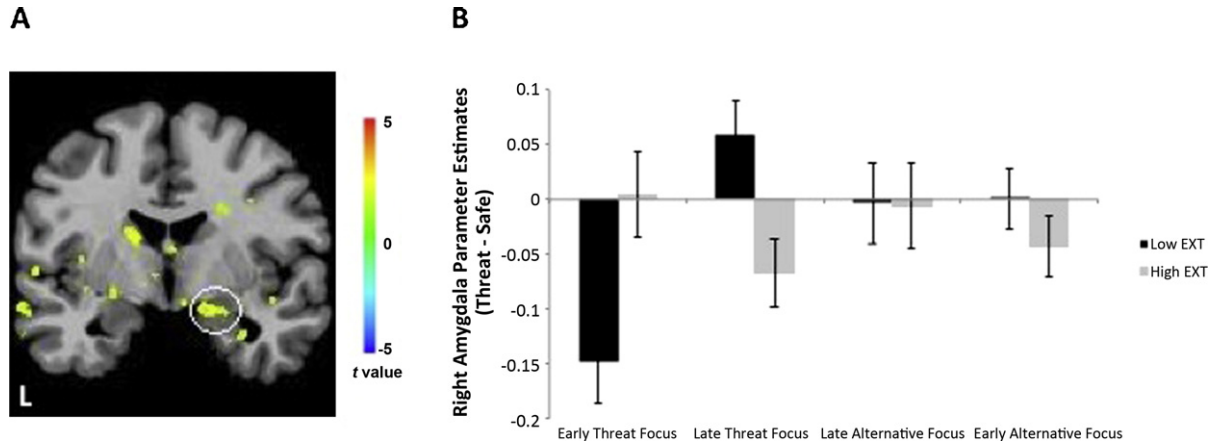 A
B
5
0
-5
t value
L
Right Amygdala Parameter Estimates
(Threat - Safe)
0.1
0.05
0
-0.05
-0.1
-0.15
-0.2
Early Threat Focus
Late Threat Focus
Late Alternative Focus
Early Alternative Focus
Low EXT
High EXT